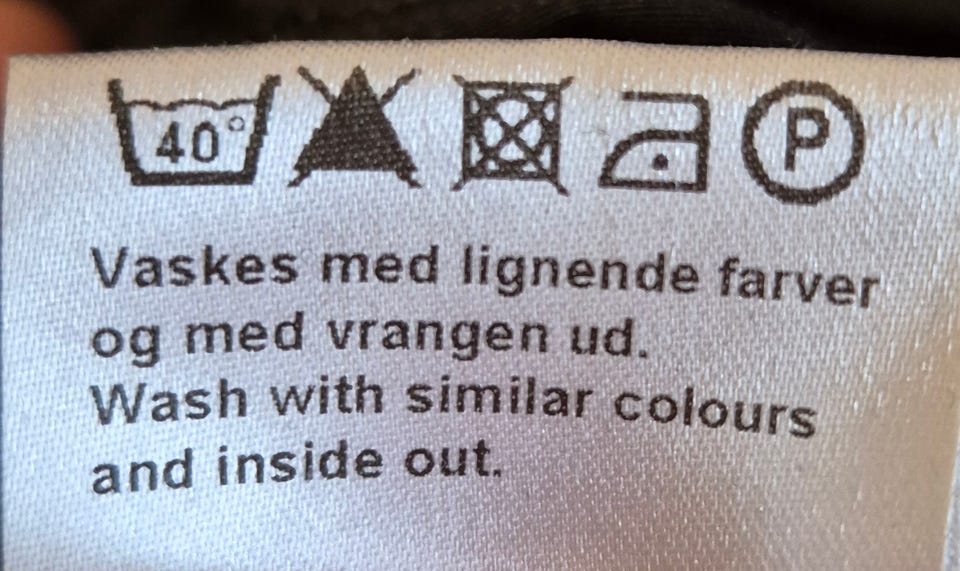 40° P
Vaskes med lignende farver
og med vrangen ud.
Wash with similar colours
and inside out.